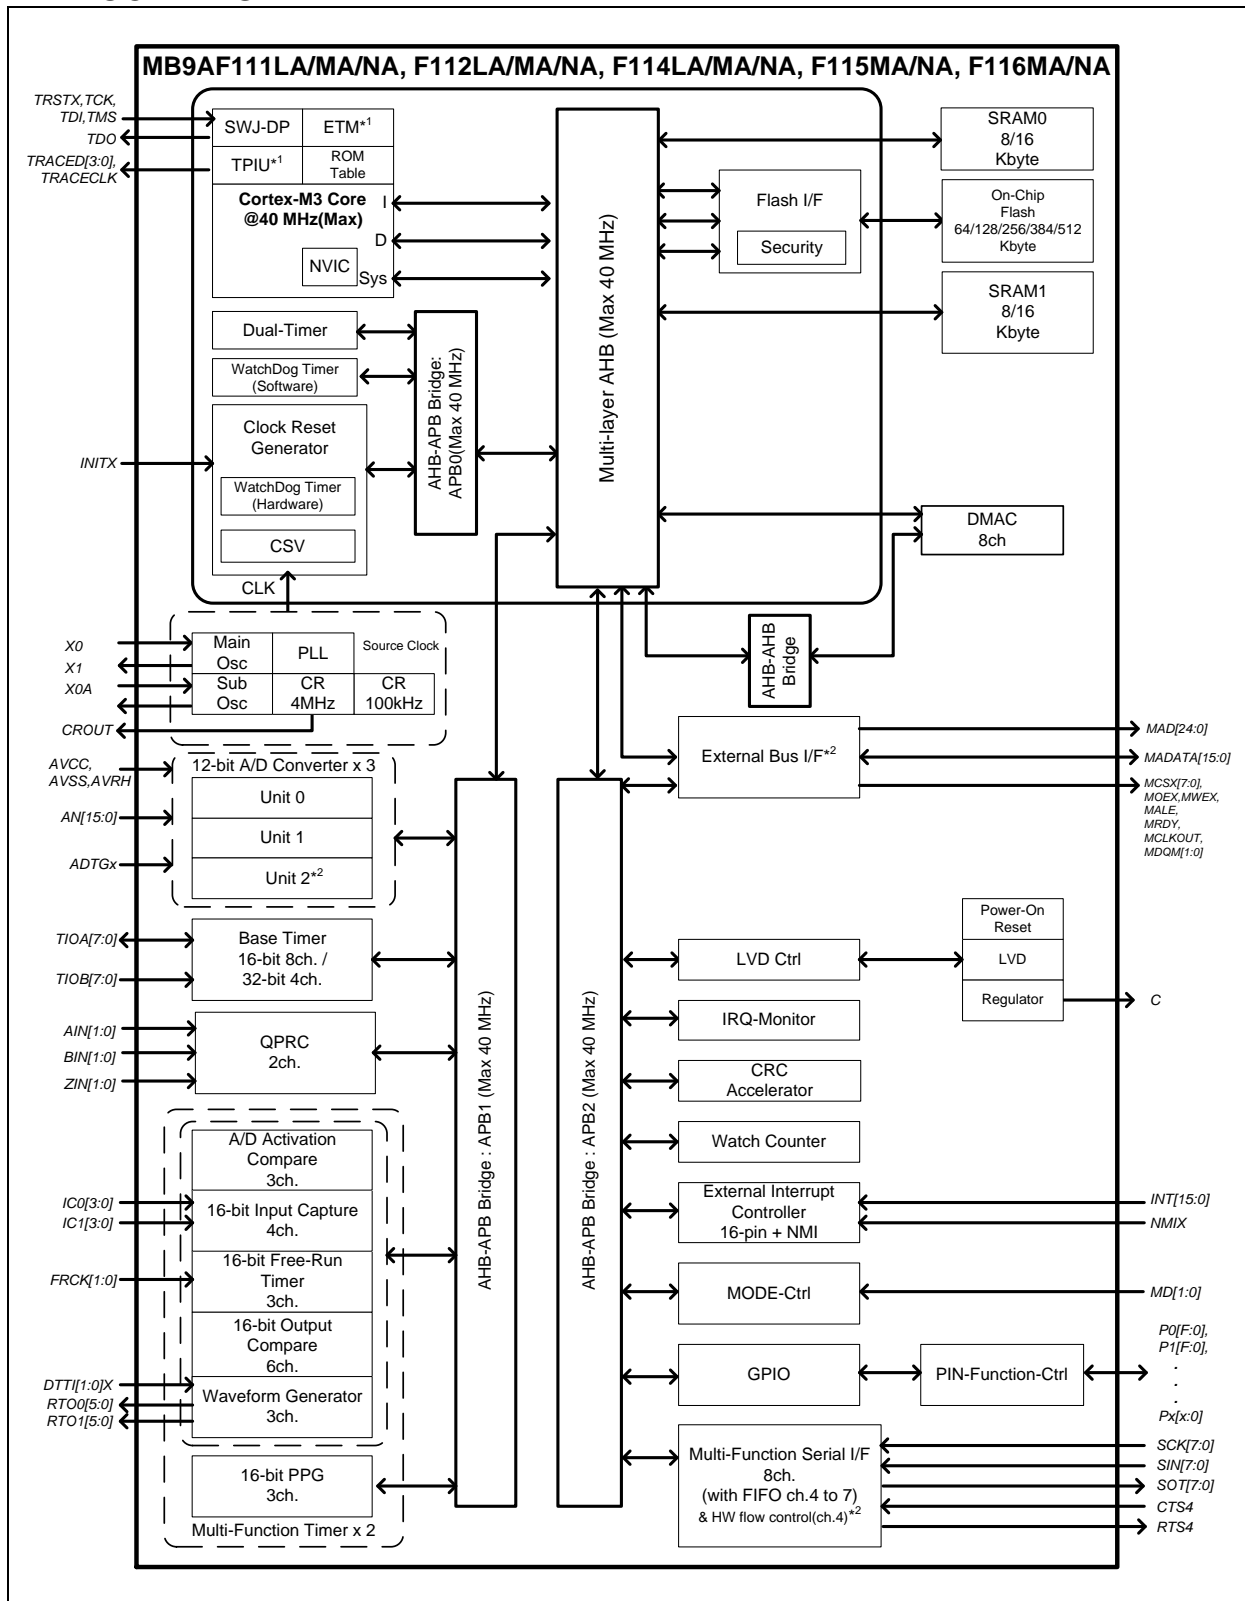 MB9AF111LA/MA/NA, F112LA/MA/NA, F114LA/MA/NA, F115MA/NA, F116MA/NA
TRSTX,TCK,
TDI,TMS
TDO
TRACED[3:0],
TRACECLK
SWJ-DP
ETM*1
TPIU*1
ROM
Table
Cortex-M3 Core
@40 MHz(Max)
I
D
NVIC
Sys
Dual-Timer
WatchDog Timer
(Software)
Clock Reset
Generator
WatchDog Timer
(Hardware)
CSV
CLK
INITX
AHB-APB Bridge:
APB0(Max 40 MHz)
Multi-layer AHB (Max 40 MHz)
Flash I/F
Security
SRAM0
8/16
Kbyte
On-Chip
Flash
64/128/256/384/512
Kbyte
SRAM1
8/16
Kbyte
DMAC
8ch
AHB-AHB
Bridge
X0
X1
X0A
CROUT
Main
Osc
PLL
Source Clock
Sub
Osc
CR
4MHz
CR
100kHz
AVCC,
AVSS,AVRH
AN[15:0]
ADTGx
12-bit A/D Converter x 3
Unit 0
Unit 1
Unit 2*2
TIOA[7:0]
TIOB[7:0]
Base Timer
16-bit 8ch. /
32-bit 4ch.
AIN[1:0]
BIN[1:0]
ZIN[1:0]
QPRC
2ch.
A/D Activation
Compare
3ch.
IC0[3:0]
IC1[3:0]
16-bit Input Capture
4ch.
FRCK[1:0]
16-bit Free-Run
Timer
3ch.
16-bit Output
Compare
6ch.
DTTI[1:0]X
RTO0[5:0]
RTO1[5:0]
Waveform Generator
3ch.
16-bit PPG
3ch.
Multi-Function Timer x 2
AHB-APB Bridge : APB1 (Max 40 MHz)
AHB-APB Bridge : APB2 (Max 40 MHz)
External Bus I/F*2
MAD[24:0]
MADATA[15:0]
MCSX[7:0],
MOEX,MWEX,
MALE,
MRDY,
MCLKOUT,
MDQM[1:0]
LVD Ctrl
Power-On
Reset
LVD
Regulator
C
IRQ-Monitor
CRC
Accelerator
Watch Counter
External Interrupt
Controller
16-pin + NMI
INT[15:0]
NMIX
MODE-Ctrl
MD[1:0]
GPIO
PIN-Function-Ctrl
P0[F:0],
P1[F:0],
.
.
.
Px[x:0]
Multi-Function Serial I/F
8ch.
(with FIFO ch.4 to 7)
& HW flow control(ch.4)*2
SCK[7:0]
SIN[7:0]
SOT[7:0]
CTS4
RTS4